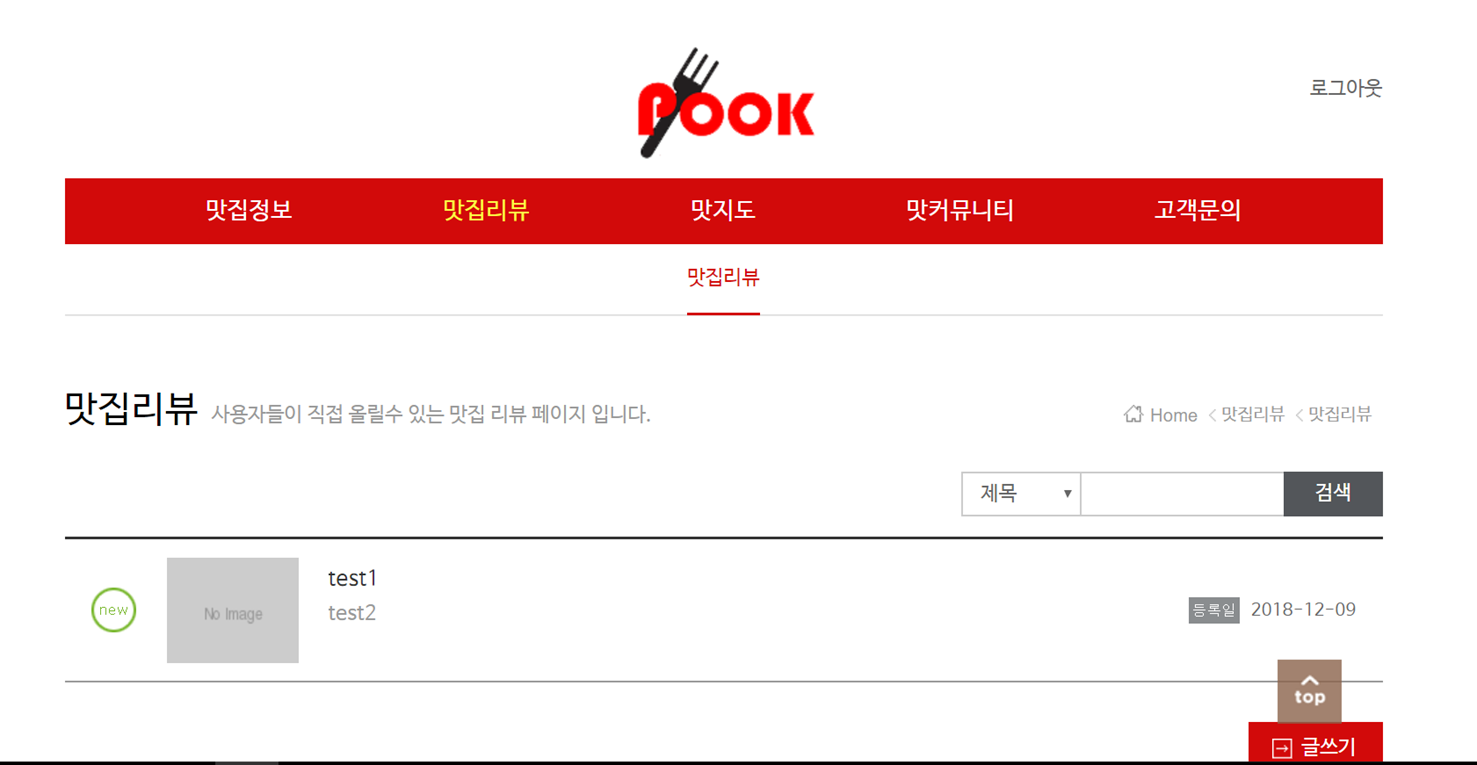 POOK
로그아웃
맛집정보 맛집리뷰 맛지도 맛커뮤니티 고객문의
맛집리뷰
맛집리뷰 사용자들이 직접 올릴수 있는 맛집 리뷰 페이지 입니다.
Home < 맛집리뷰 < 맛집리뷰
제목 ▼ 검색
new No Image test1
test2
등록일 2018-12-09
top
글쓰기